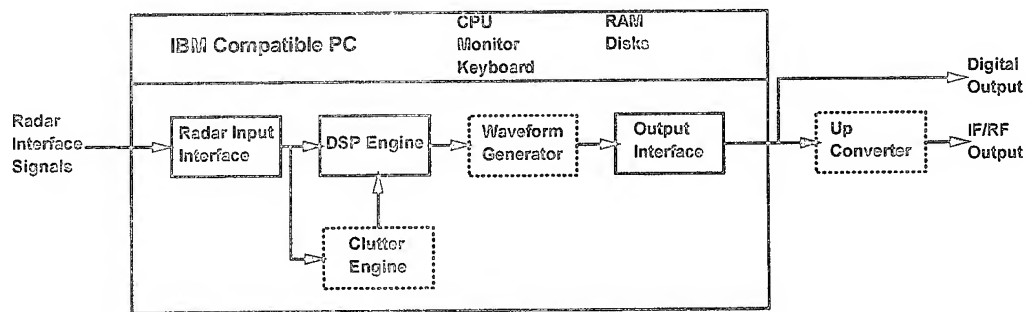 IBM Compatible PC
CPU
Monitor
Keyboard
RAM
Disks
Radar
Interface
Signals
Radar Input
Interface
DSP Engine
Waveform
Generator
Output
Interface
Clutter
Engine
Up
Converter
Digital
Output
IF/RF
Output